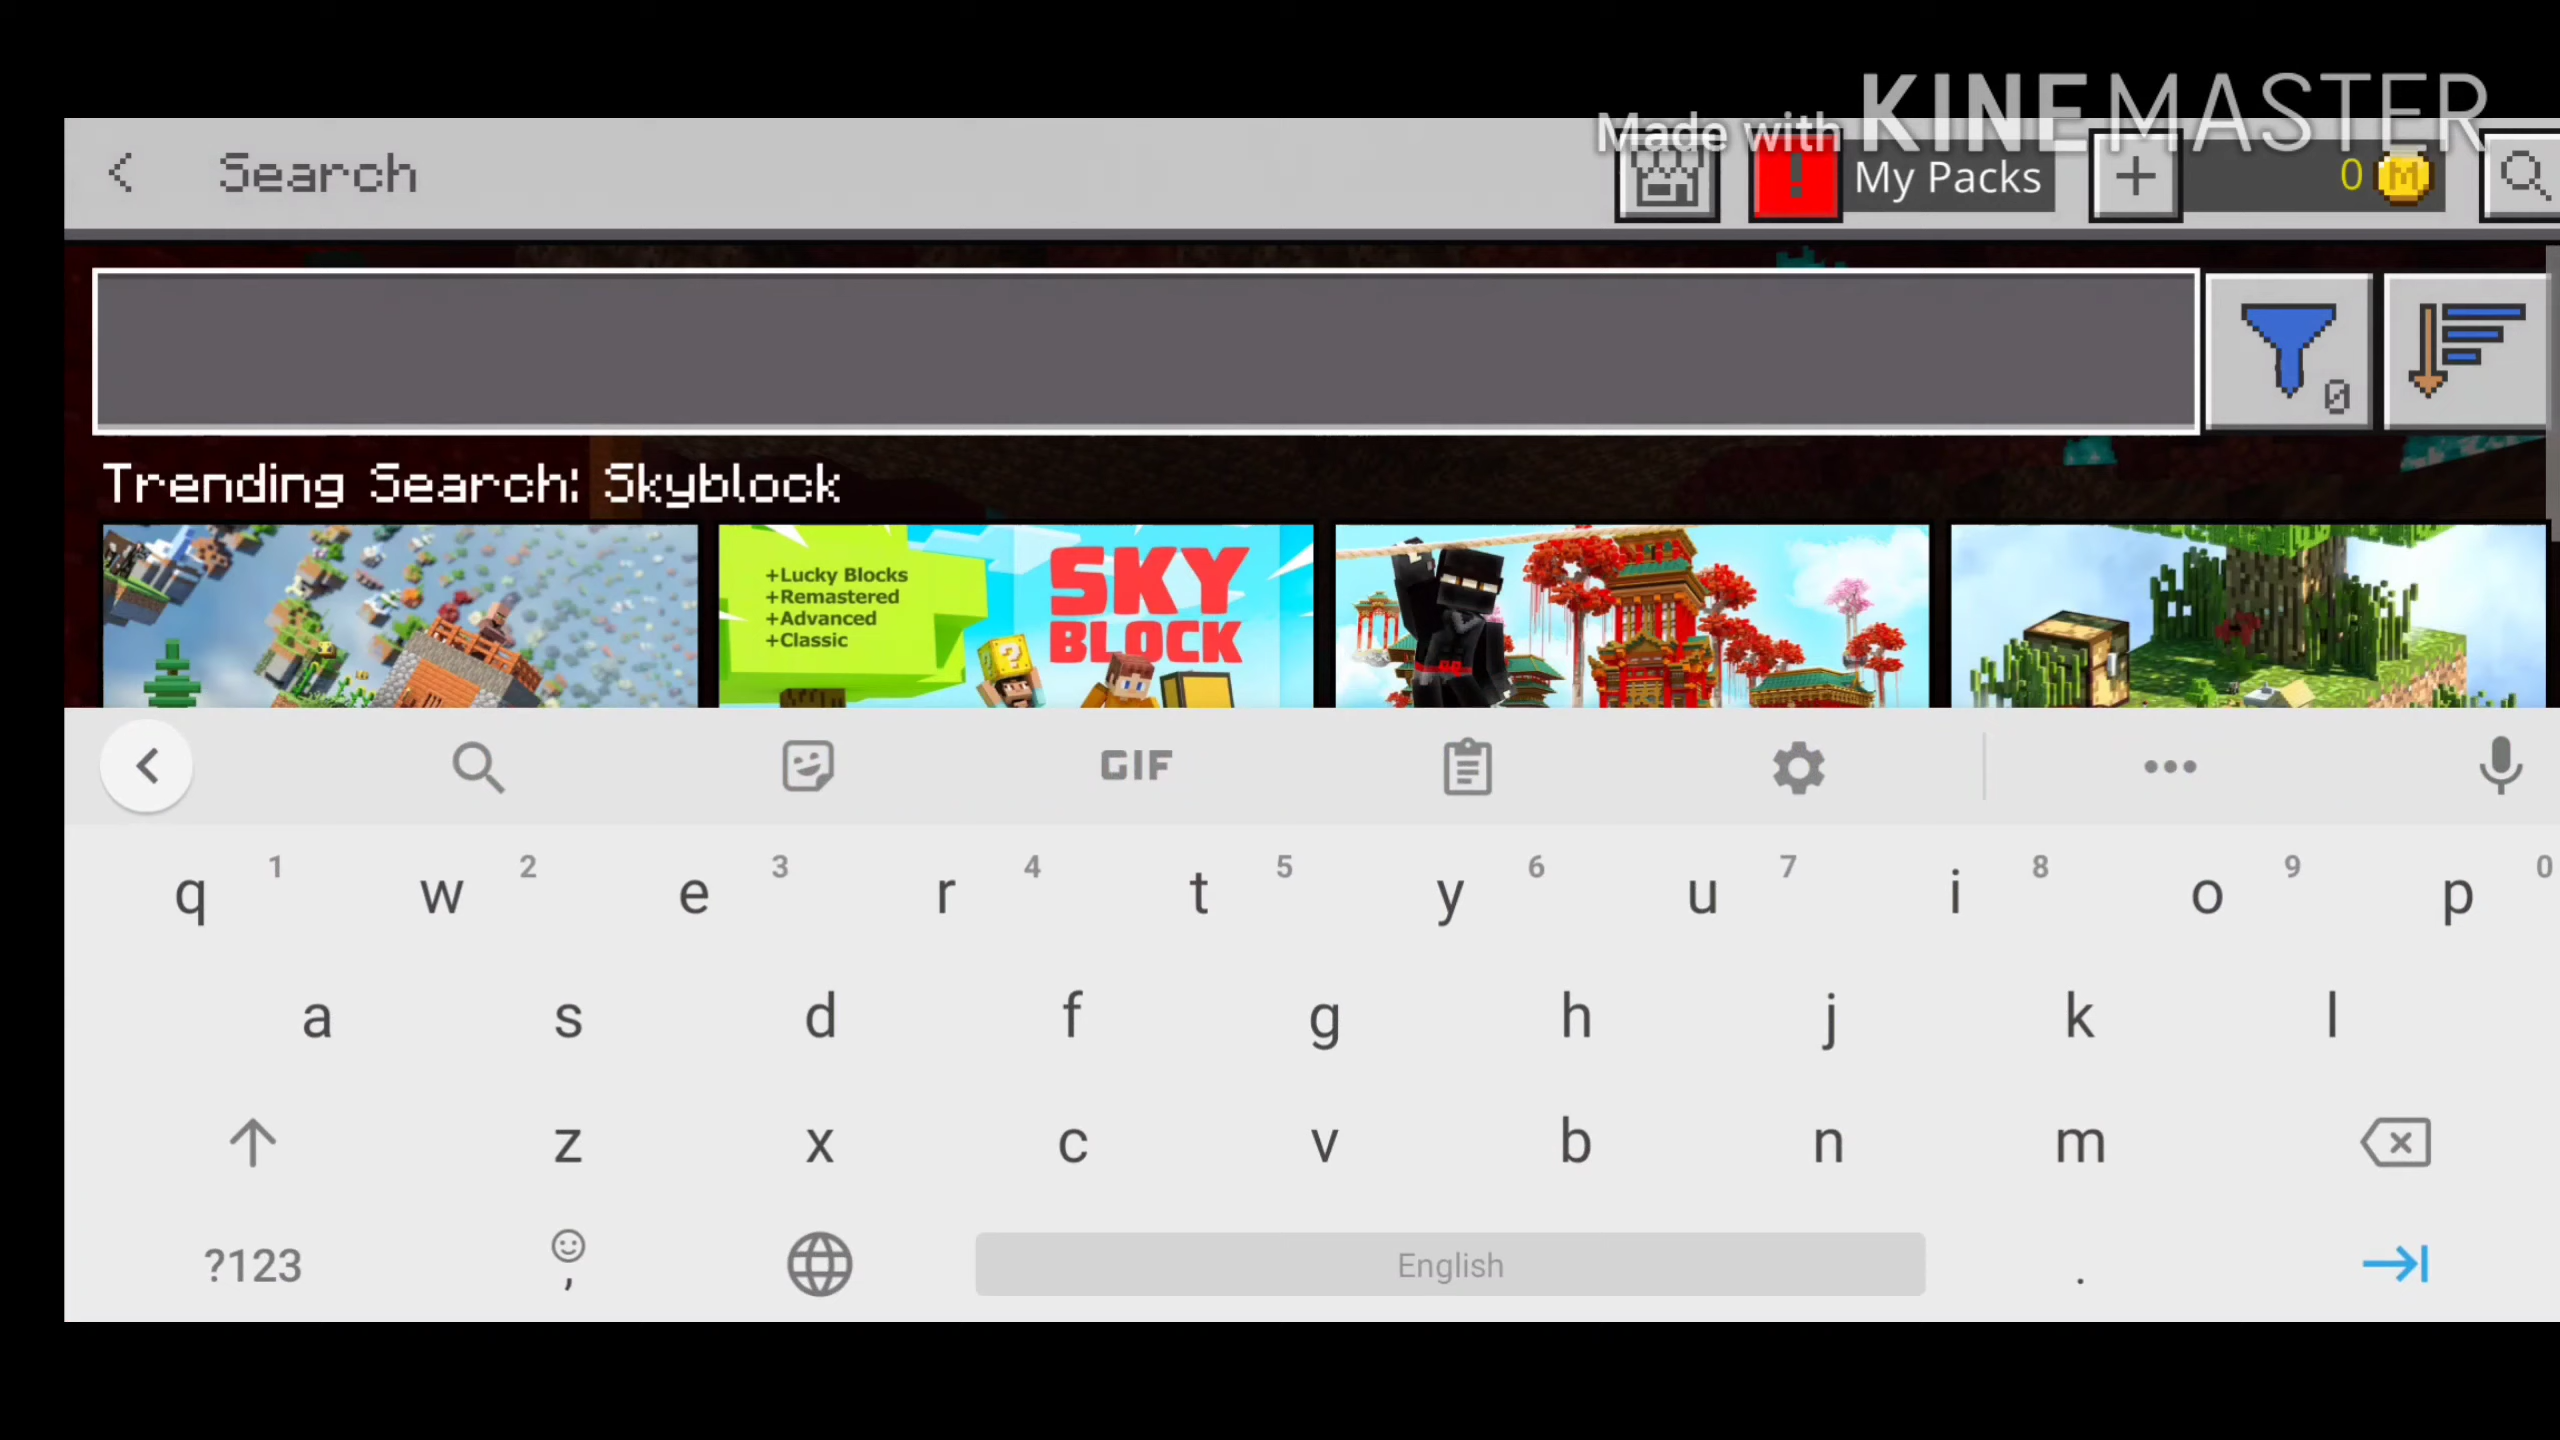 Made with KINEMASTER
Search
My Packs
0
0
Trending Search: Skyblock
+Lucky Blocks
+Remastered
+Advanced
+Classic
SKY
BLOCK
GIF
q 1 w 2 e 3 r 4 t 5 y 6 u 7 i 8 o 9 p 0
a s d f g h j k l
z x c v b n m
?123 , English .